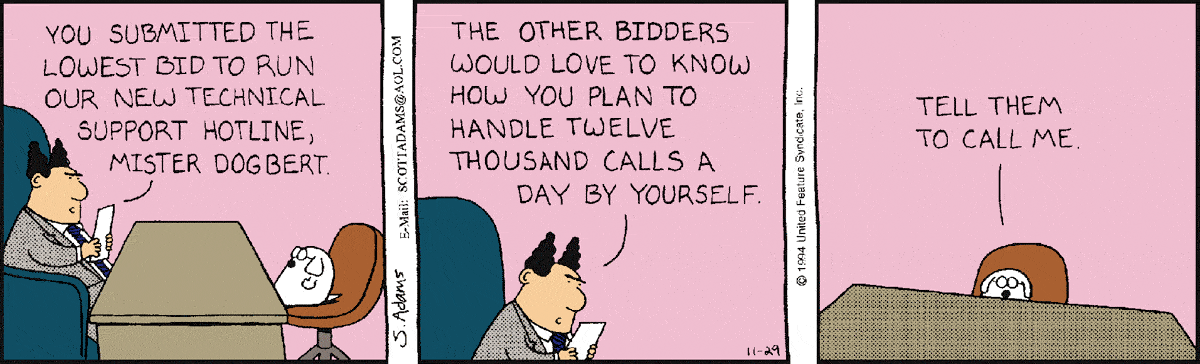 YOU SUBMITTED THE
LOWEST BID TO RUN
OUR NEW TECHNICAL
SUPPORT HOTLINE,
MISTER DOGBERT.
S. Adams
E-Mail: SCOTTADAMS@AOL.COM
THE OTHER BIDDERS
WOULD LOVE TO KNOW
HOW YOU PLAN TO
HANDLE TWELVE
THOUSAND CALLS A
DAY BY YOURSELF.
11-29
© 1994 United Feature Syndicate, Inc.
TELL THEM
TO CALL ME.